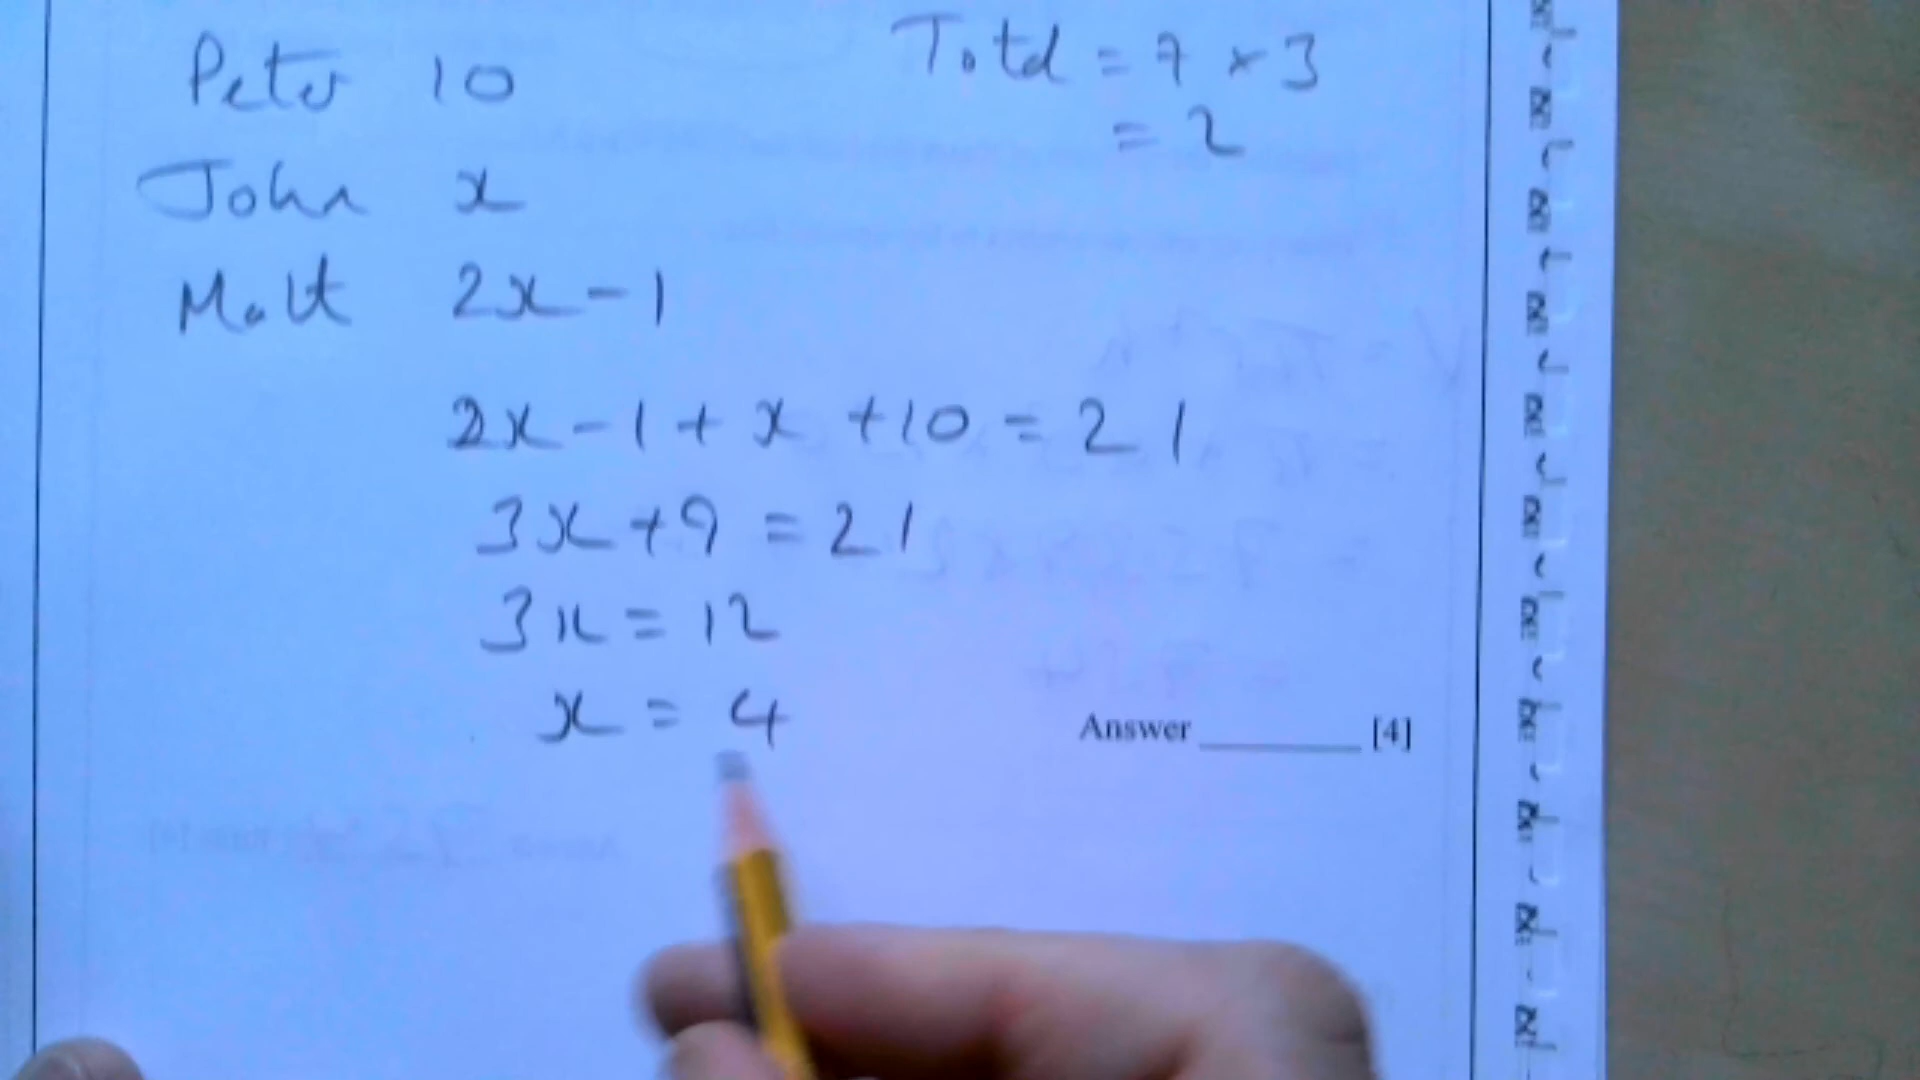 Peter 10
Total = 7 x 3
= 2
John x
Matt 2x - 1
2x - 1 + x + 10 = 21
3x + 9 = 21
3x = 12
x = 4
Answer ________ [4]